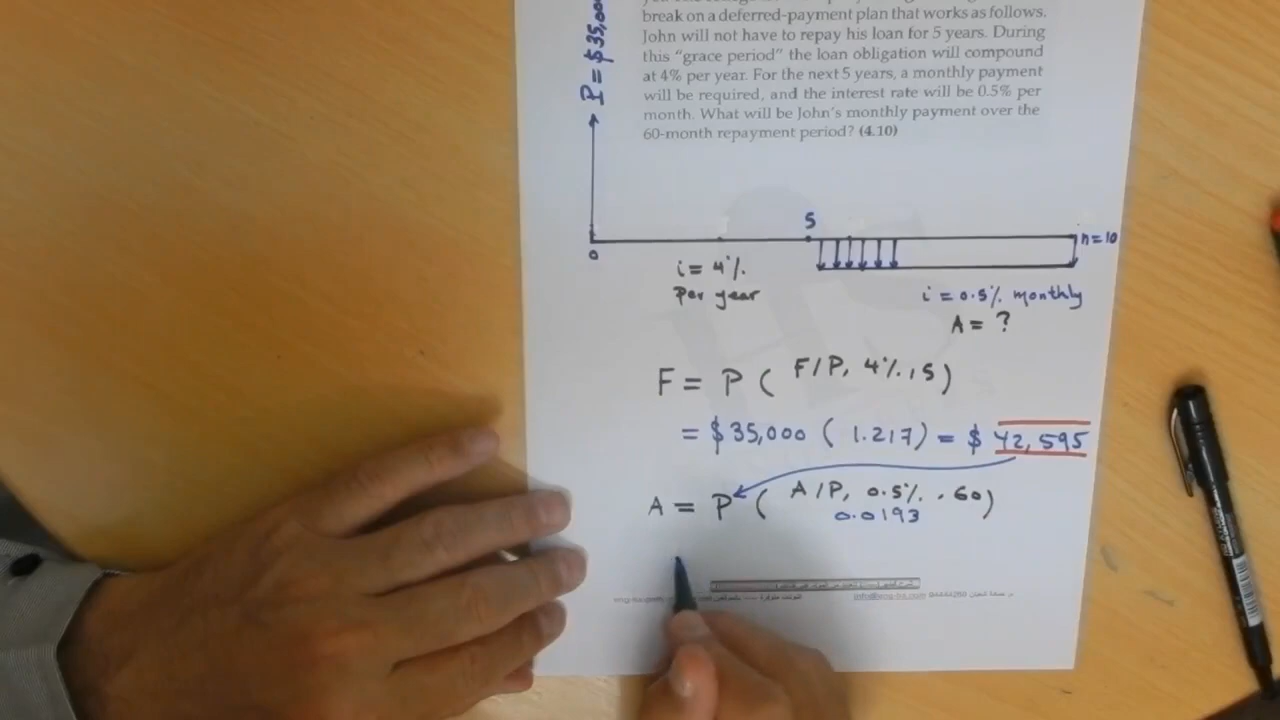 break on a deferred-payment plan that works as follows.
John will not have to repay his loan for 5 years. During
this “grace period” the loan obligation will compound
at 4% per year. For the next 5 years, a monthly payment
will be required, and the interest rate will be 0.5% per
month. What will be John’s monthly payment over the
60-month repayment period? (4.10)
P = $35,00
0
5
n=10
i = 4%
Per year
i = 0.5% monthly
A = ?
F = P ( F/P, 4%, 5)
= $35,000 ( 1.217) = $ 42,595
A = P ( A/P, 0.5%, 60)
0.0193